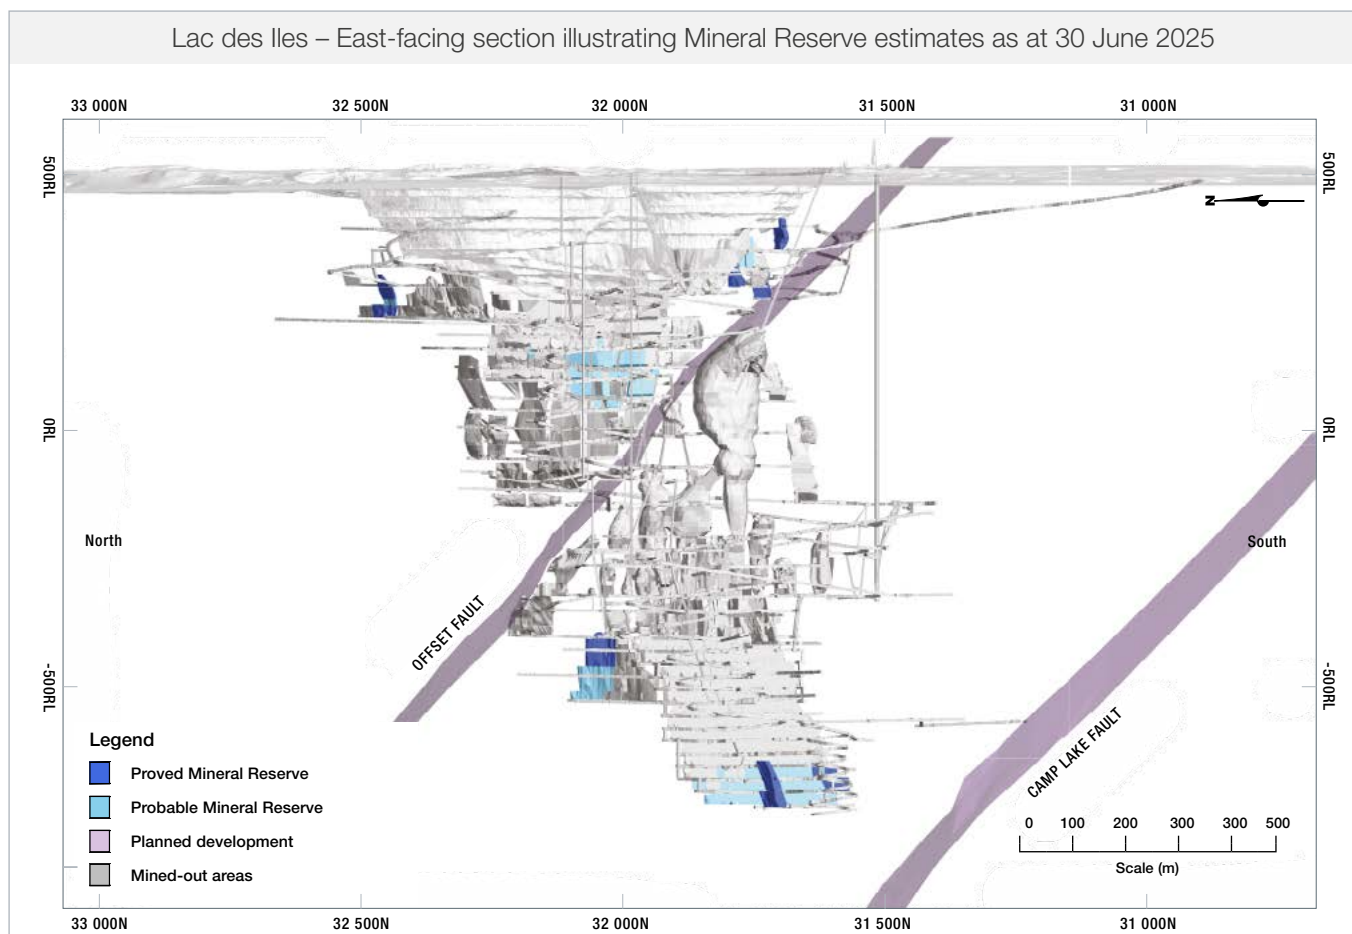 Lac des Iles – East-facing section illustrating Mineral Reserve estimates as at 30 June 2025
33 000N 32 500N 32 000N 31 500N 31 000N
500RL 500RL
N
0RL 0RL
North South
OFFSET FAULT
-500RL -500RL
CAMP LAKE FAULT
Legend
Proved Mineral Reserve
Probable Mineral Reserve
Planned development
Mined-out areas
0 100 200 300 300 500
Scale (m)
33 000N 32 500N 32 000N 31 500N 31 000N